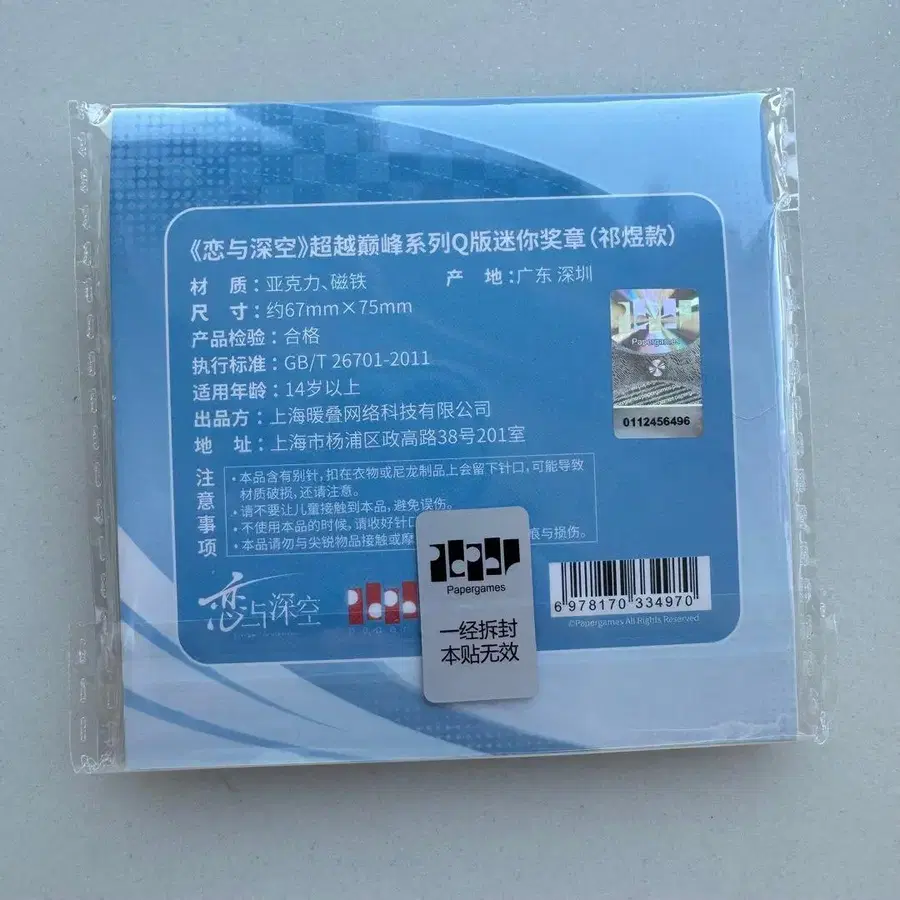 《恋与深空》超越巅峰系列Q版迷你奖章(祁煜款)
材 质:亚克力、磁铁 产 地:广东 深圳
尺 寸:约67mm×75mm
产品检验:合格
执行标准:GB/T 26701-2011
适用年龄:14岁以上
出品方:上海暖叠网络科技有限公司
地 址:上海市杨浦区政高路38号201室
Papergames
0112456496
注意事项
·本品含有别针,扣在衣物或尼龙制品上会留下针口,可能导致
材质破损,还请注意。
·请不要让儿童接触到本品,避免误伤。
·不使用本品的时候,请收好针口
·本品请勿与尖锐物品接触或摩 痕与损伤。
恋与深空
Papergames
一经拆封
本贴无效
6 978170 334970
©Papergames All Rights Reserved